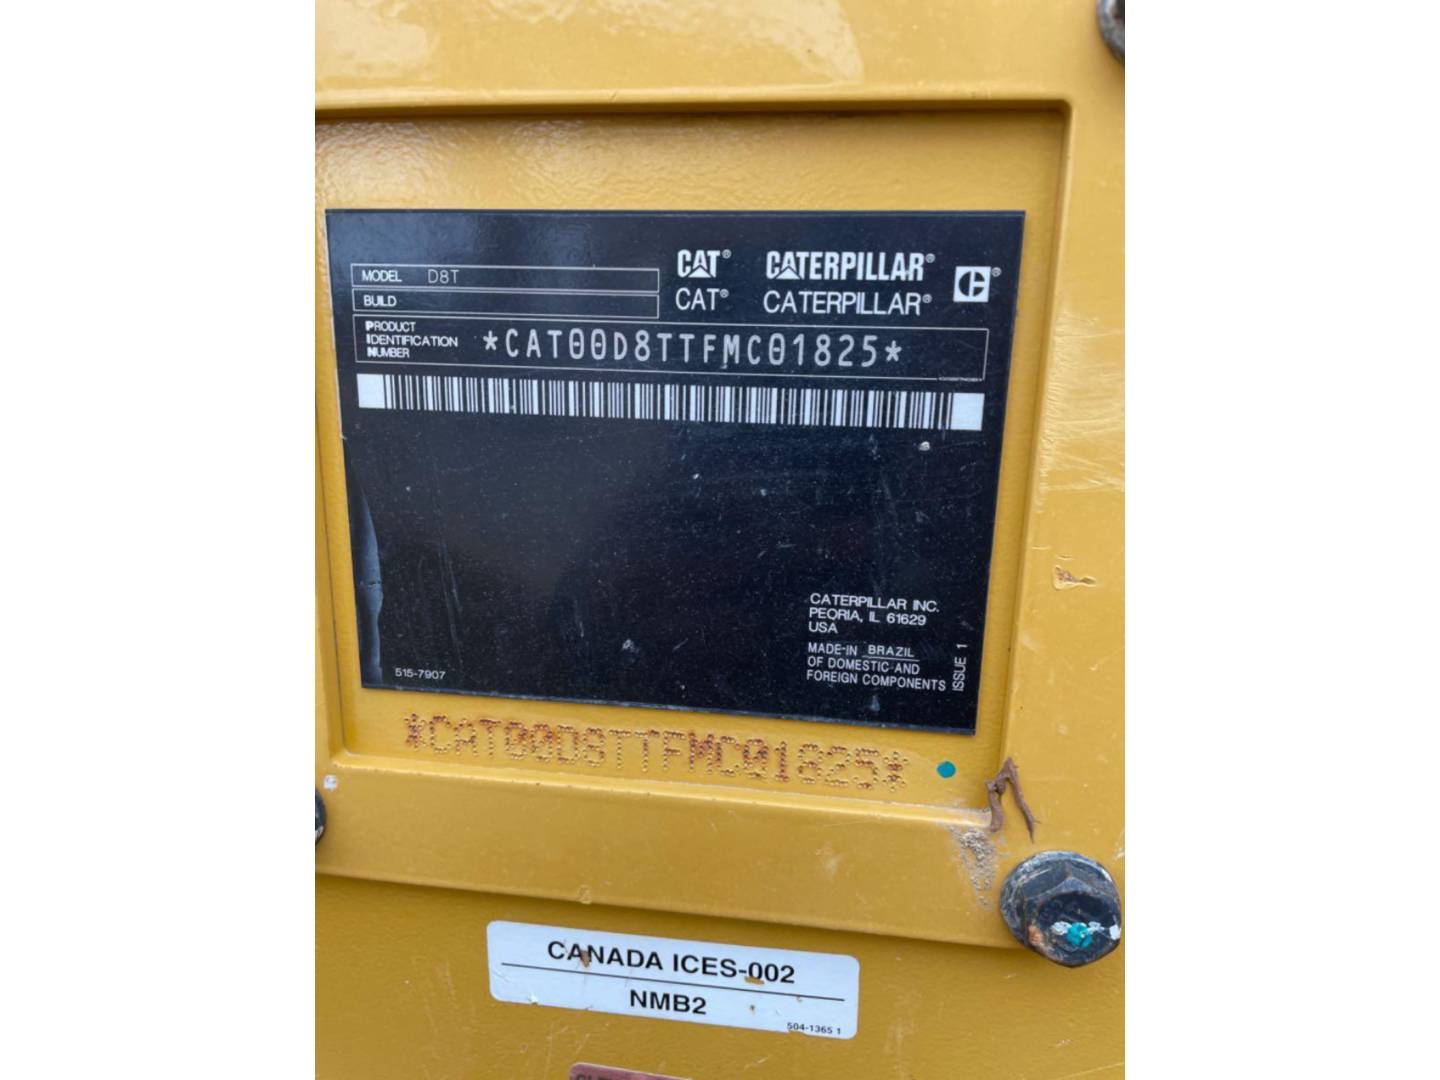 CAT® CATERPILLAR®
MODEL D8T
BUILD
CAT® CATERPILLAR®
PRODUCT
IDENTIFICATION
NUMBER
*CAT00D8TTFMC01825*
CATERPILLAR INC.
PEORIA, IL 61629
USA
MADE-IN BRAZIL
OF DOMESTIC AND
FOREIGN COMPONENTS
ISSUE 1
515-7907
*CAT00D8TTFMC01825*
CANADA ICES-002
NMB2
504-1365 1